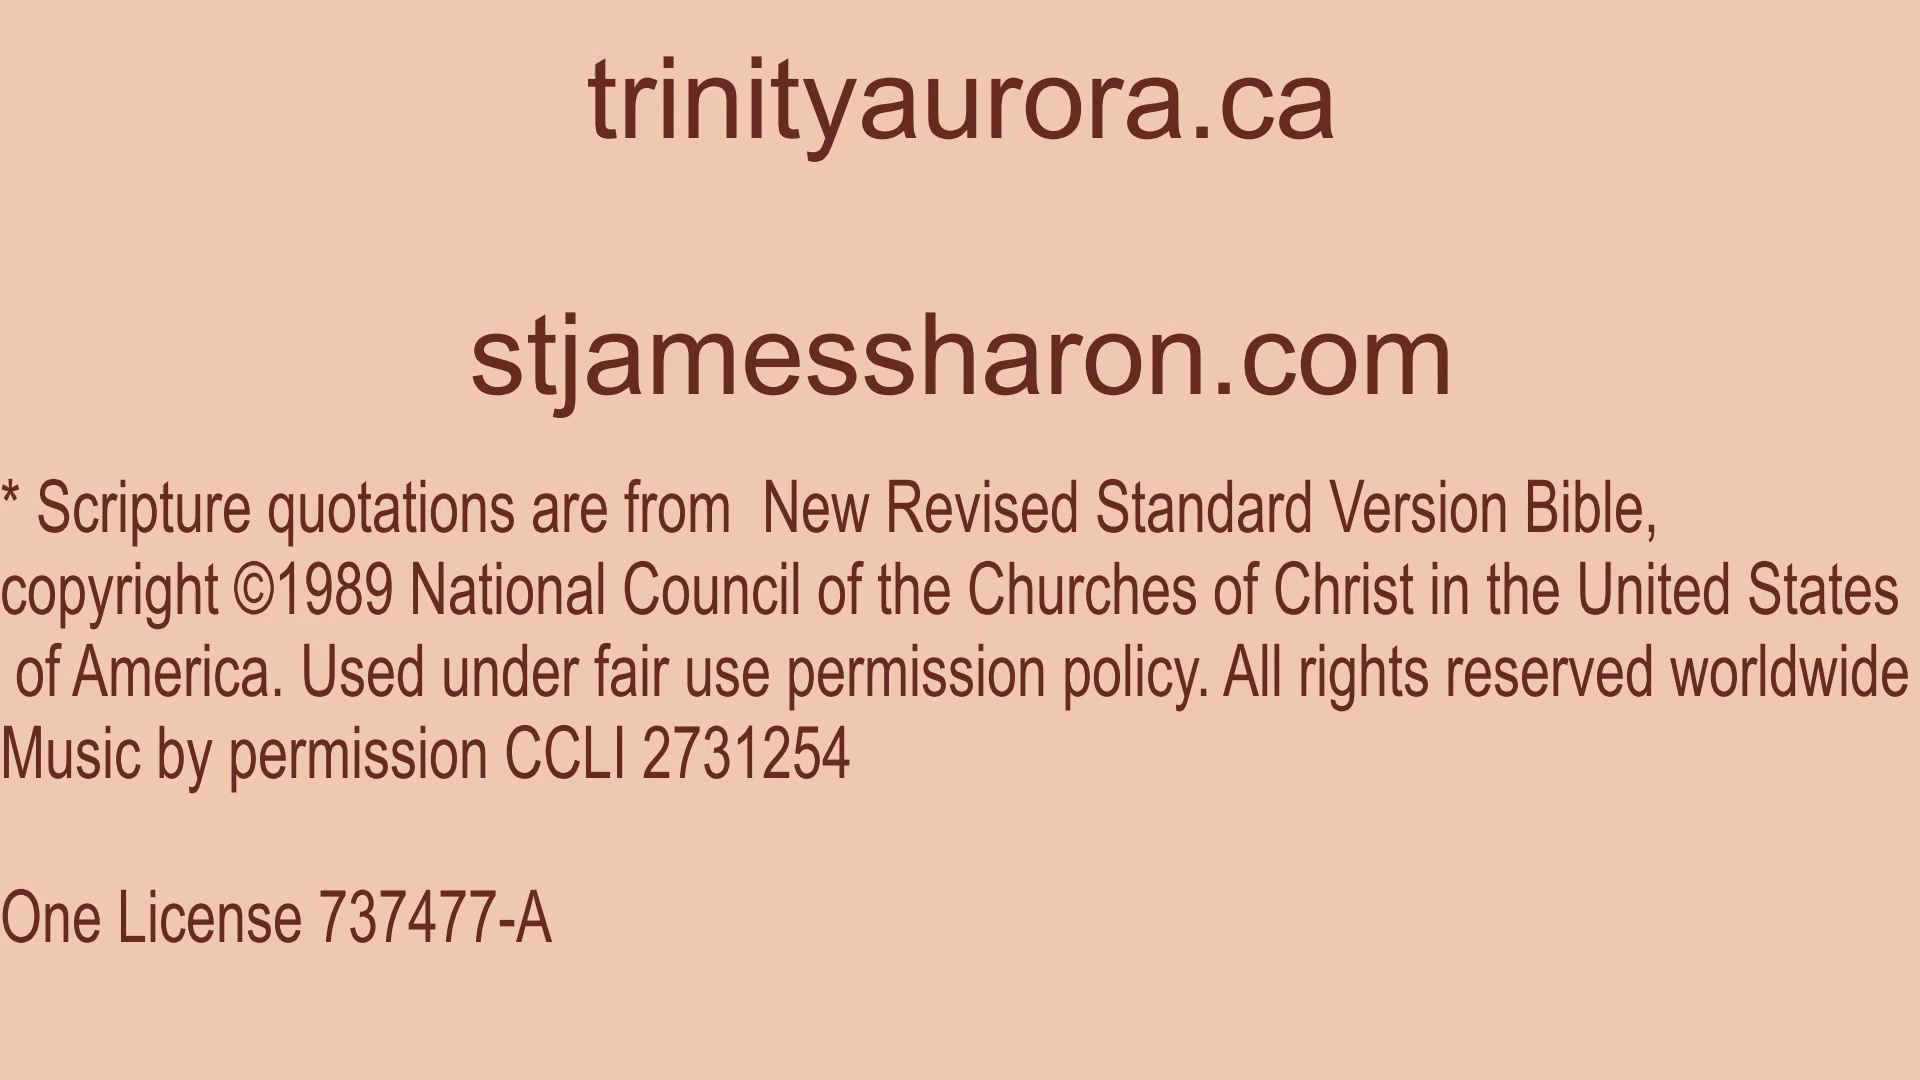 trinityaurora.ca
stjamessharon.com
* Scripture quotations are from  New Revised Standard Version Bible,
copyright ©1989 National Council of the Churches of Christ in the United States
of America. Used under fair use permission policy. All rights reserved worldwide
Music by permission CCLI 2731254
One License 737477-A